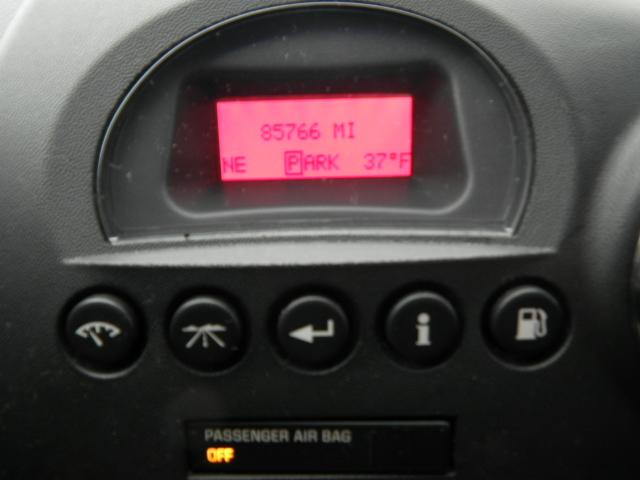 85766 MI
NE PARK 37°F
i
PASSENGER AIR BAG
OFF